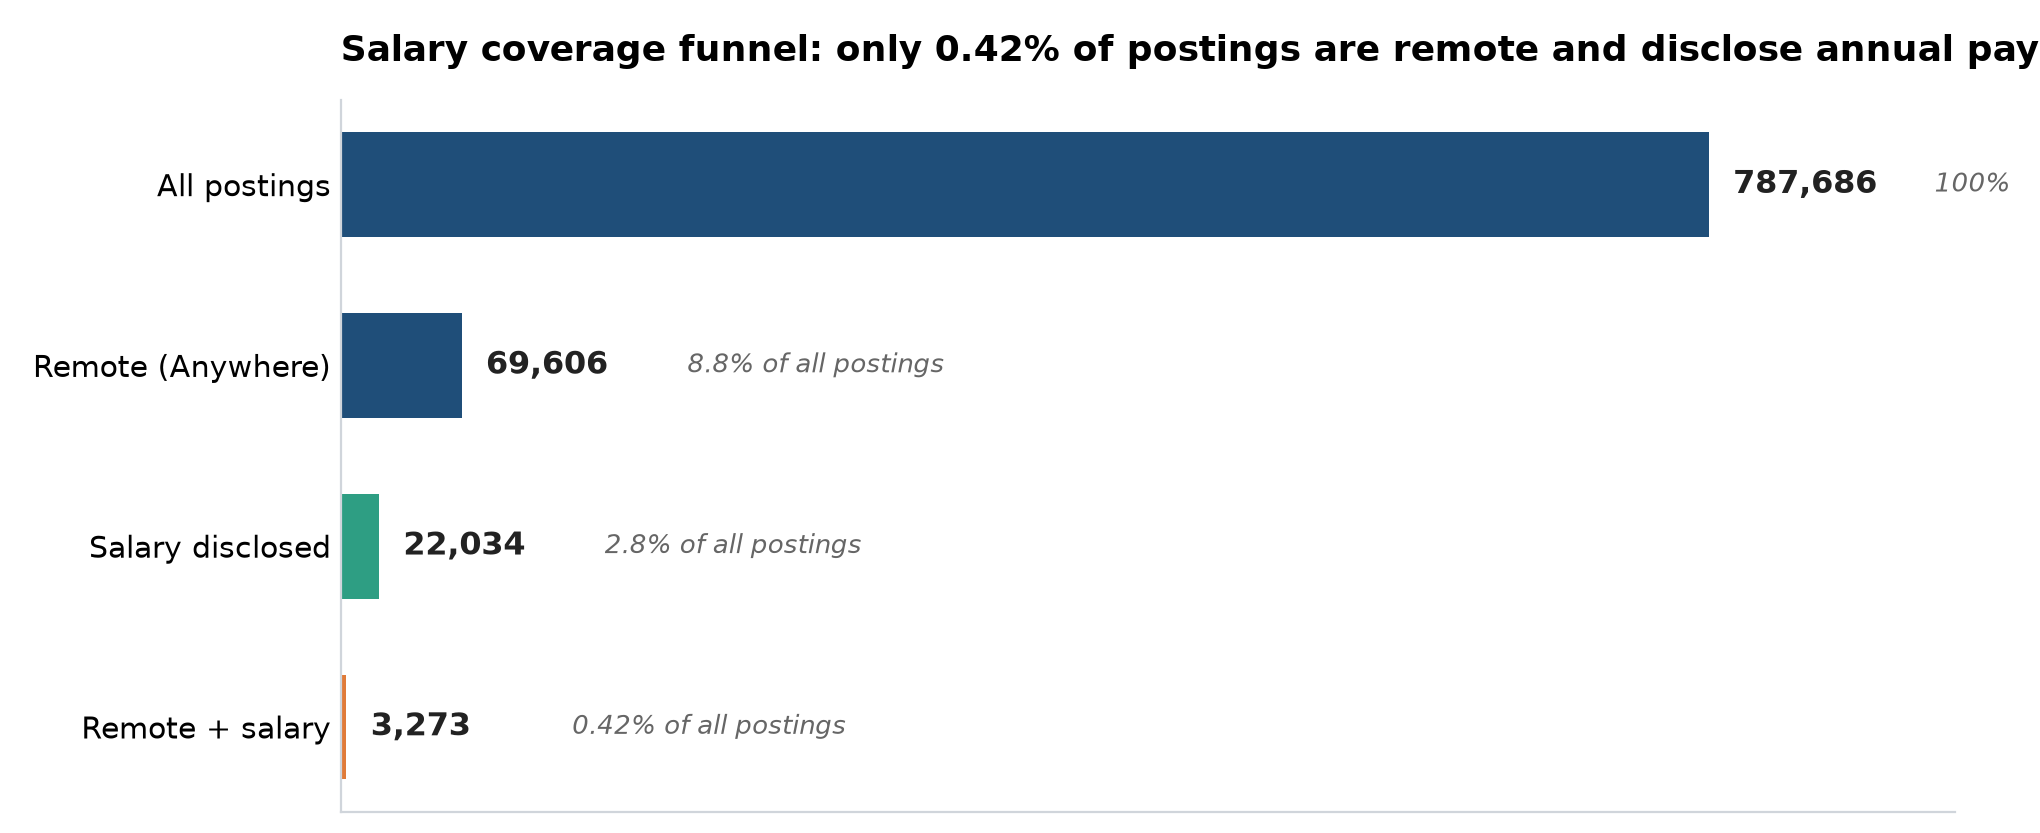 Salary coverage funnel: only 0.42% of postings are remote and disclose annual pay
All postings 787,686 100%
Remote (Anywhere) 69,606 8.8% of all postings
Salary disclosed 22,034 2.8% of all postings
Remote + salary 3,273 0.42% of all postings